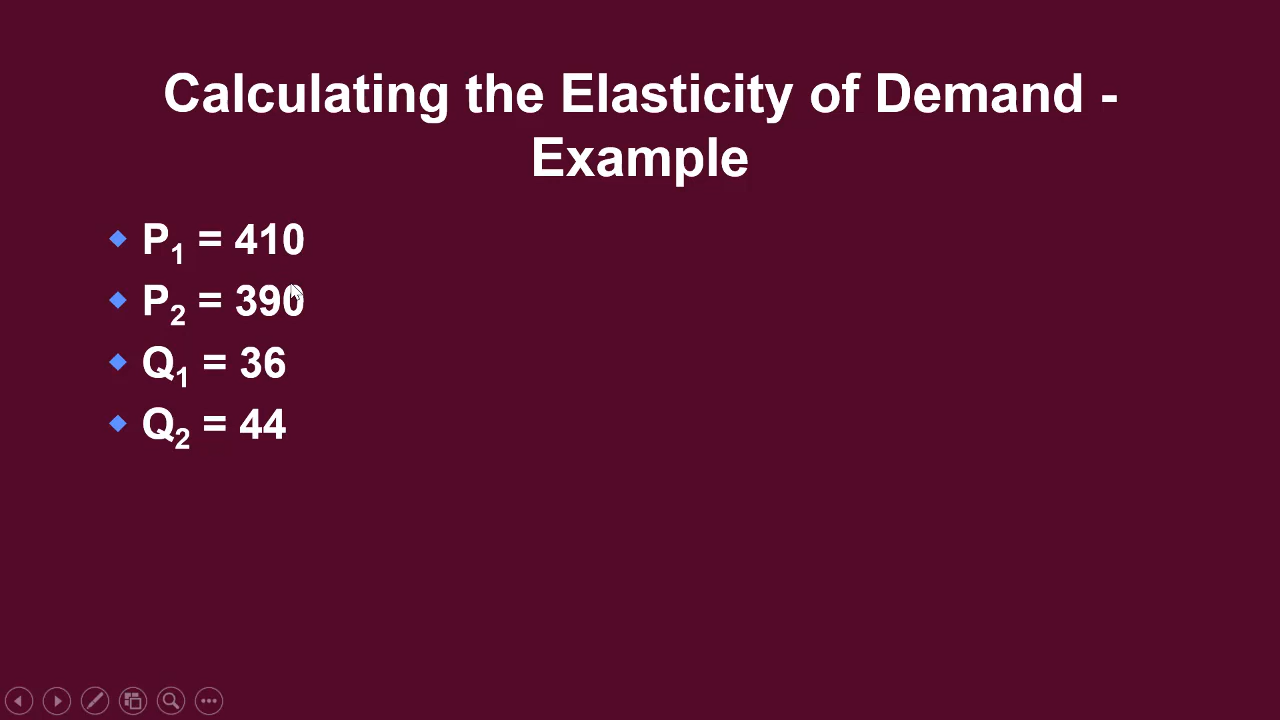 Calculating the Elasticity of Demand -
Example
P₁ = 410
P₂ = 390
Q₁ = 36
Q₂ = 44